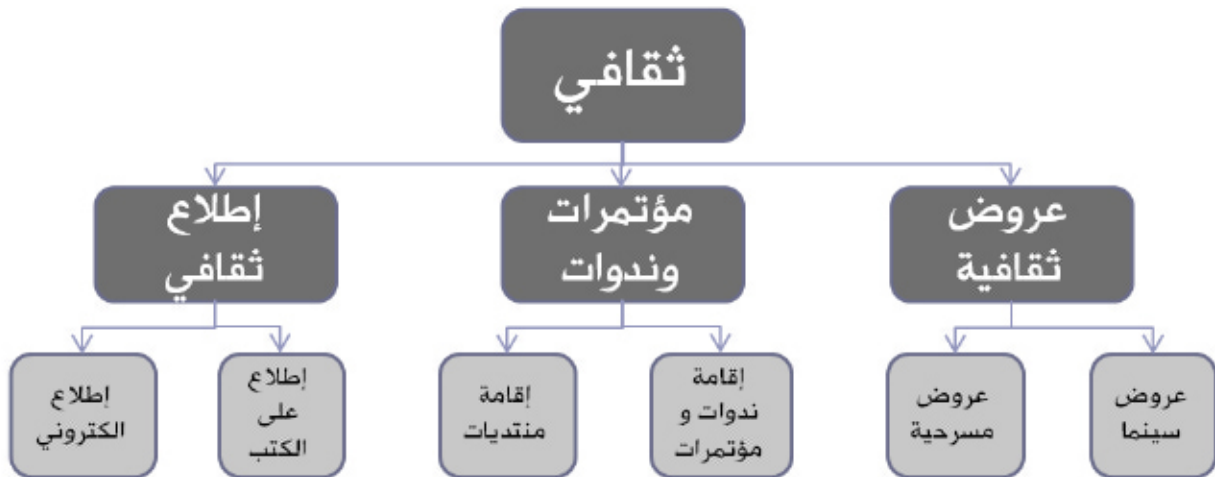 ثقافي
عروض
ثقافية
مؤتمرات
وندوات
إطلاع
ثقافي
عروض
سينما
عروض
مسرحية
إقامة
ندوات و
مؤتمرات
إقامة
منتديات
إطلاع
على
الكتب
إطلاع
الكتروني